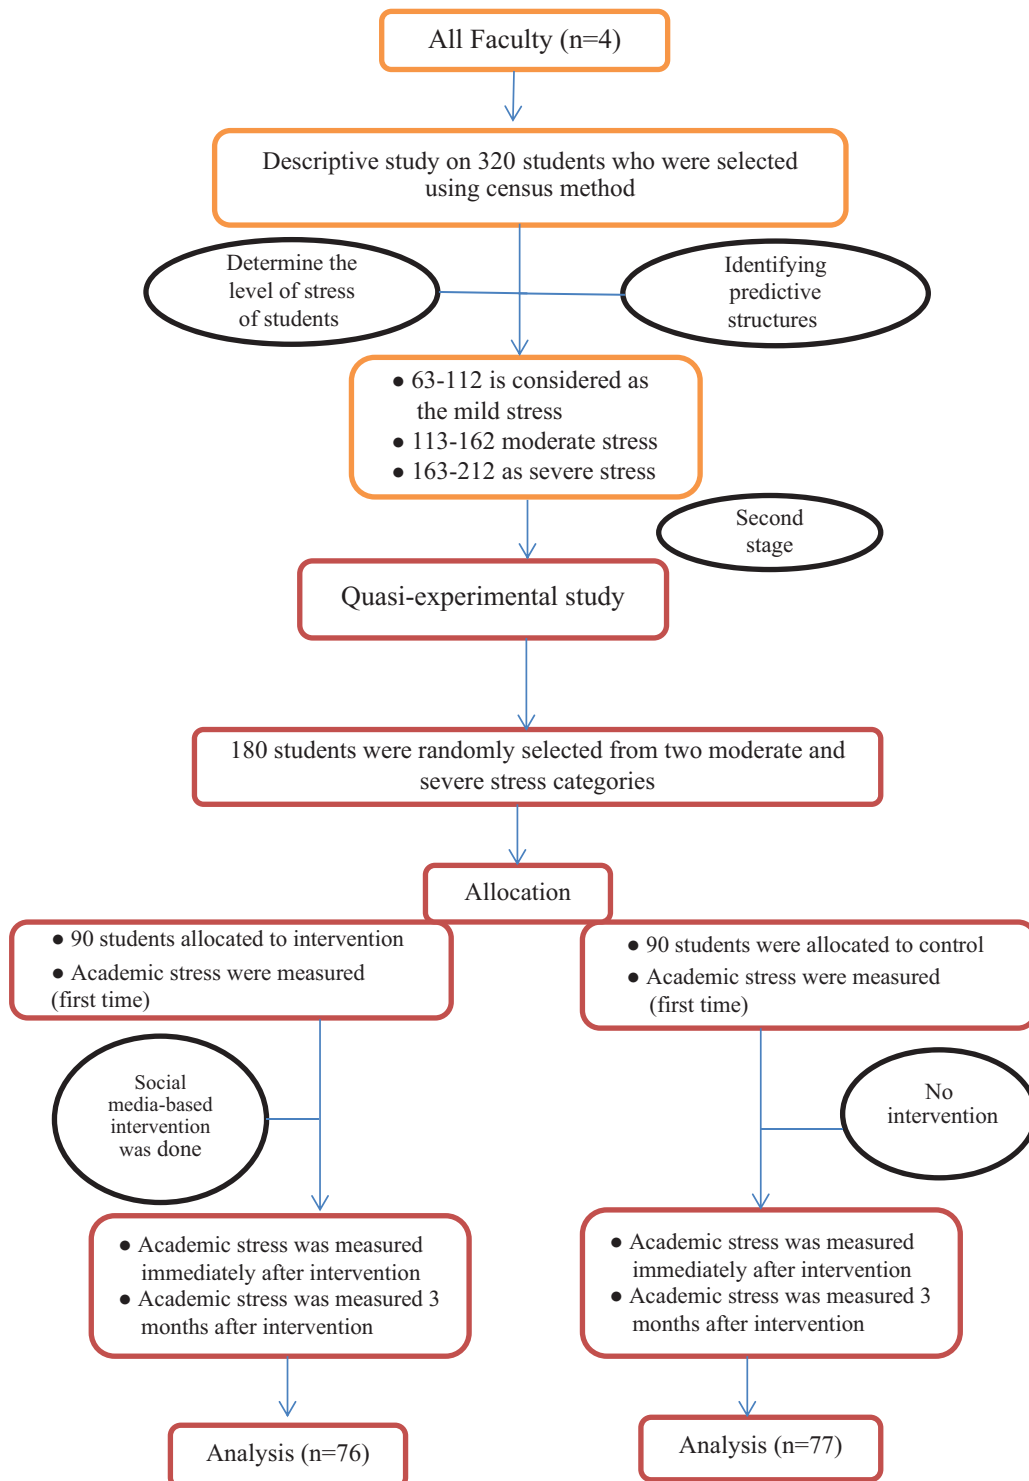 All Faculty (n=4)
Descriptive study on 320 students who were selected
using census method
Determine the
level of stress
of students
Identifying
predictive
structures
● 63-112 is considered as
the mild stress
● 113-162 moderate stress
● 163-212 as severe stress
Second
stage
Quasi-experimental study
180 students were randomly selected from two moderate and
severe stress categories
Allocation
● 90 students allocated to intervention
● Academic stress were measured
(first time)
● 90 students were allocated to control
● Academic stress were measured
(first time)
Social
media-based
intervention
was done
No
intervention
● Academic stress was measured
immediately after intervention
● Academic stress was measured 3
months after intervention
● Academic stress was measured
immediately after intervention
● Academic stress was measured 3
months after intervention
Analysis (n=76)
Analysis (n=77)